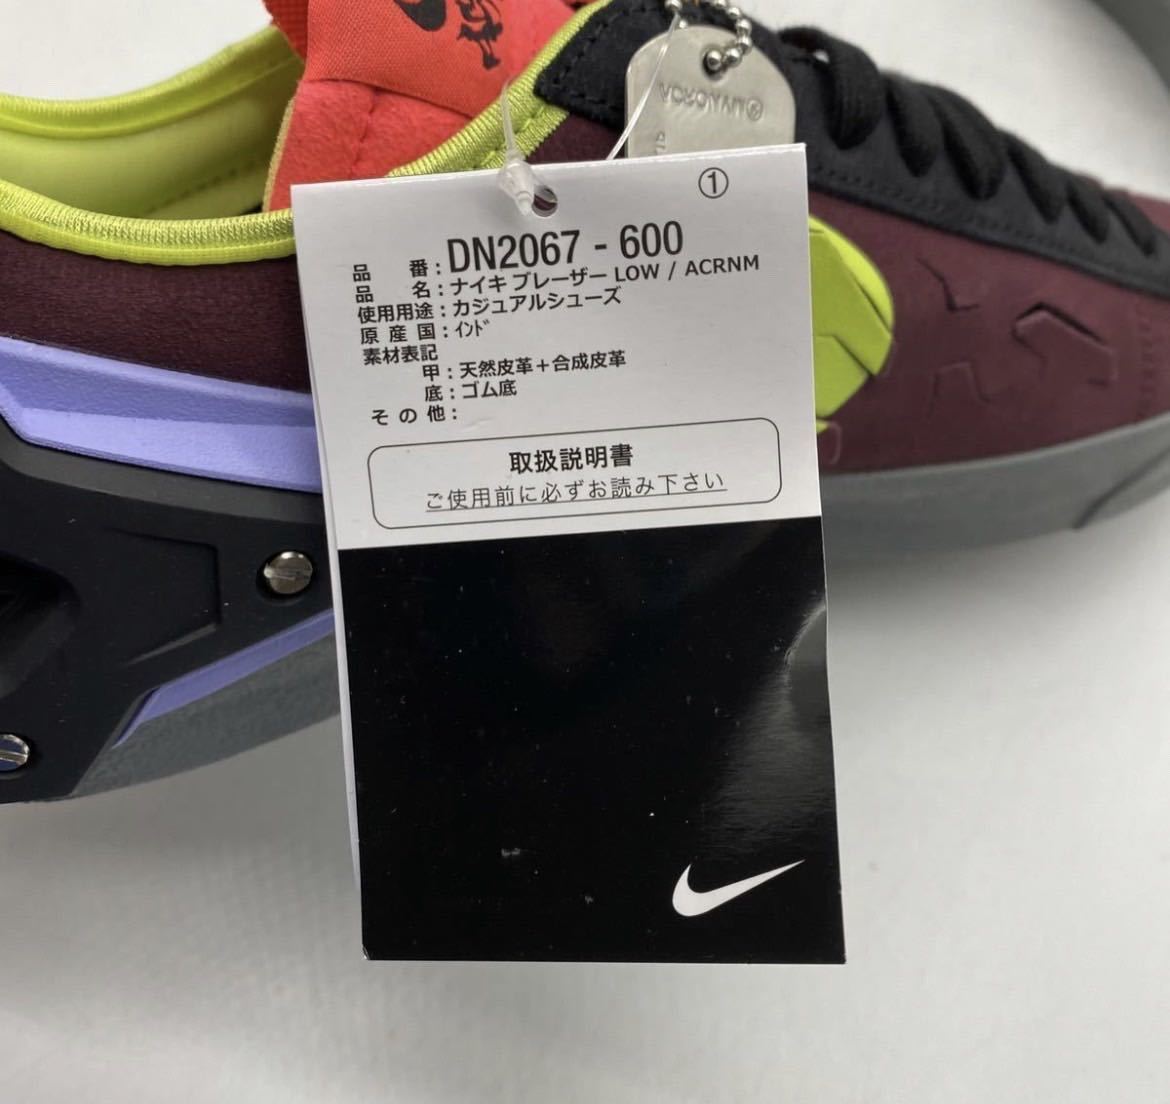 ACRONYM®
①
品 番：DN2067 - 600
品 名：ナイキ ブレーザー LOW / ACRNM
使用用途：カジュアルシューズ
原 産 国：ｲﾝﾄﾞ
素材表記
甲：天然皮革＋合成皮革
底：ゴム底
そ の 他：
取扱説明書
ご使用前に必ずお読み下さい